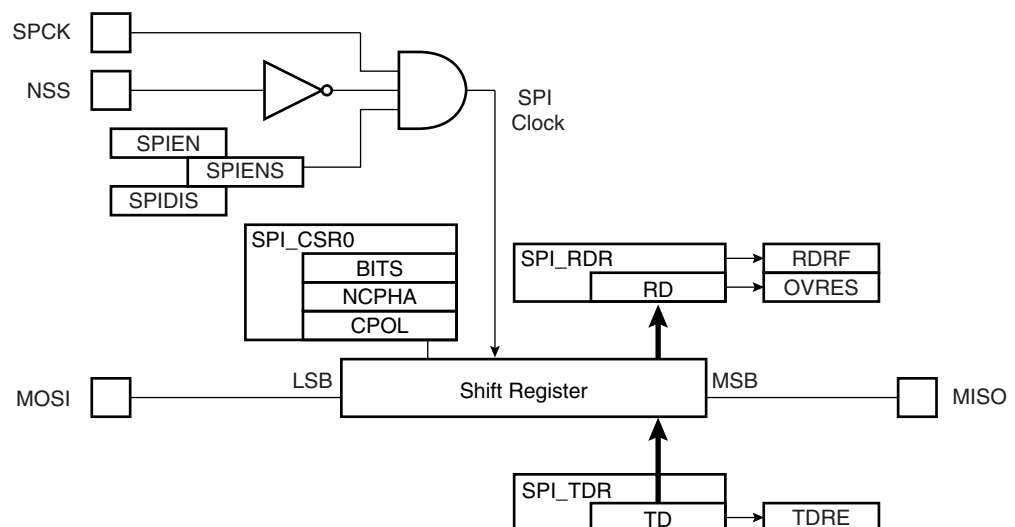 SPCK
NSS
SPI
Clock
SPIEN
SPIENS
SPIDIS
SPI_CSR0
BITS
NCPHA
CPOL
SPI_RDR
RD
RDRF
OVRES
MOSI
LSB
Shift Register
MSB
MISO
SPI_TDR
TD
TDRE